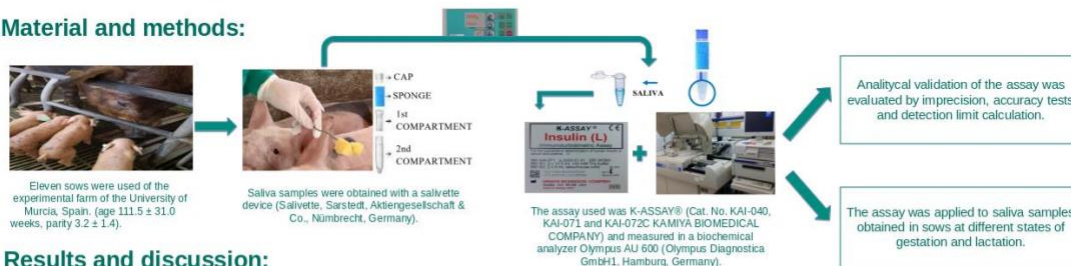 Material and methods:
CAP
SPONGE
1st
COMPARTMENT
2nd
COMPARTMENT
SALIVA
K-ASSAY®
Insulin (L)
Eleven sows were used of the
experimental farm of the University of
Murcia, Spain. (age 111.5 ± 31.0
weeks, parity 3.2 ± 1.4).
Saliva samples were obtained with a salivette
device (Salivette, Sarstedt, Aktiengesellschaft &
Co., Nümbrecht, Germany).
The assay used was K-ASSAY® (Cat. No. KAI-040,
KAI-071 and KAI-072C KAMIYA BIOMEDICAL
COMPANY) and measured in a biochemical
analyzer Olympus AU 600 (Olympus Diagnostica
GmbH1, Hamburg, Germany).
Analitycal validation of the assay was
evaluated by imprecision, accuracy tests
and detection limit calculation.
The assay was applied to saliva samples
obtained in sows at different states of
gestation and lactation.
Results and discussion: